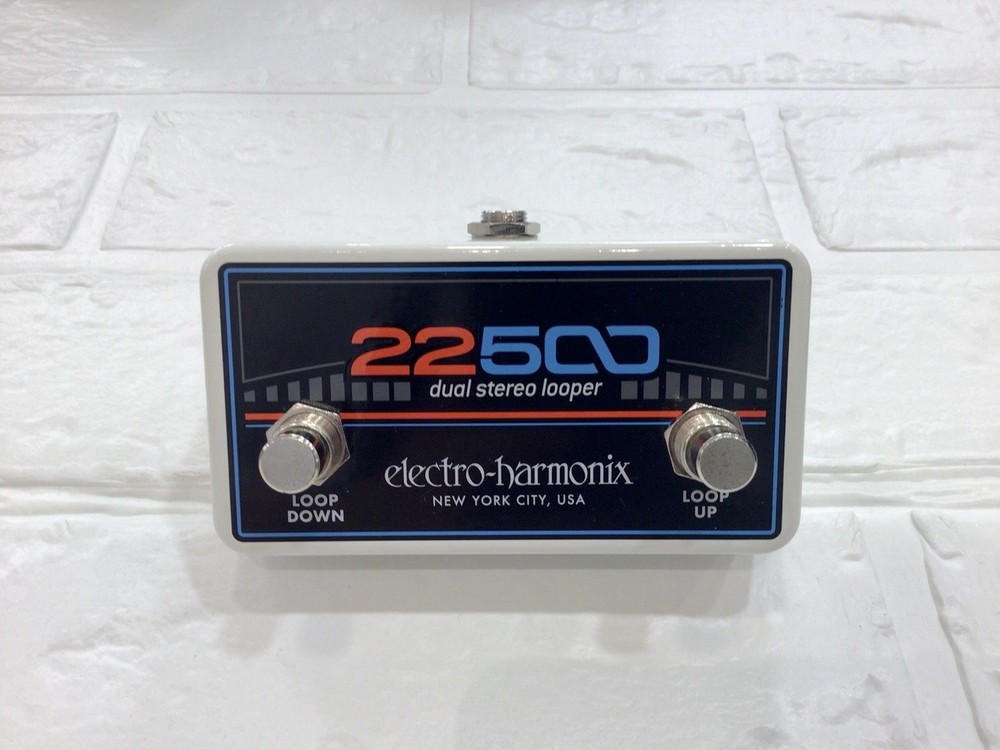 22500
dual stereo looper
electro-harmonix
NEW YORK CITY, USA
LOOP
DOWN
LOOP
UP